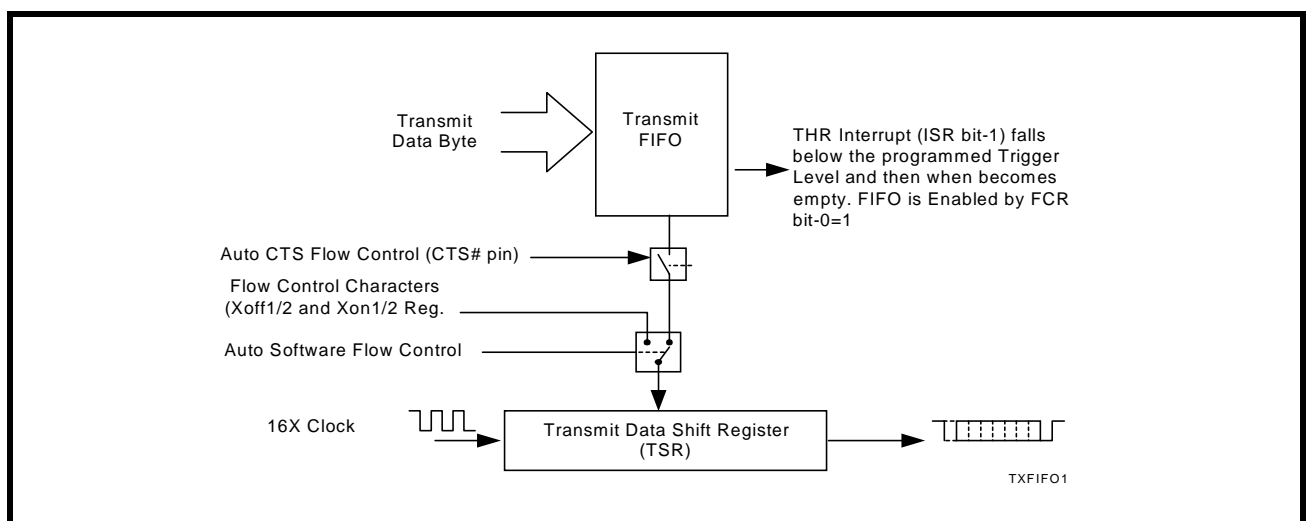 Transmit
Data Byte
Transmit
FIFO
THR Interrupt (ISR bit-1) falls
below the programmed Trigger
Level and then when becomes
empty. FIFO is Enabled by FCR
bit-0=1
Auto CTS Flow Control (CTS# pin)
Flow Control Characters
(Xoff1/2 and Xon1/2 Reg.
Auto Software Flow Control
16X Clock
Transmit Data Shift Register
(TSR)
TXFIFO1